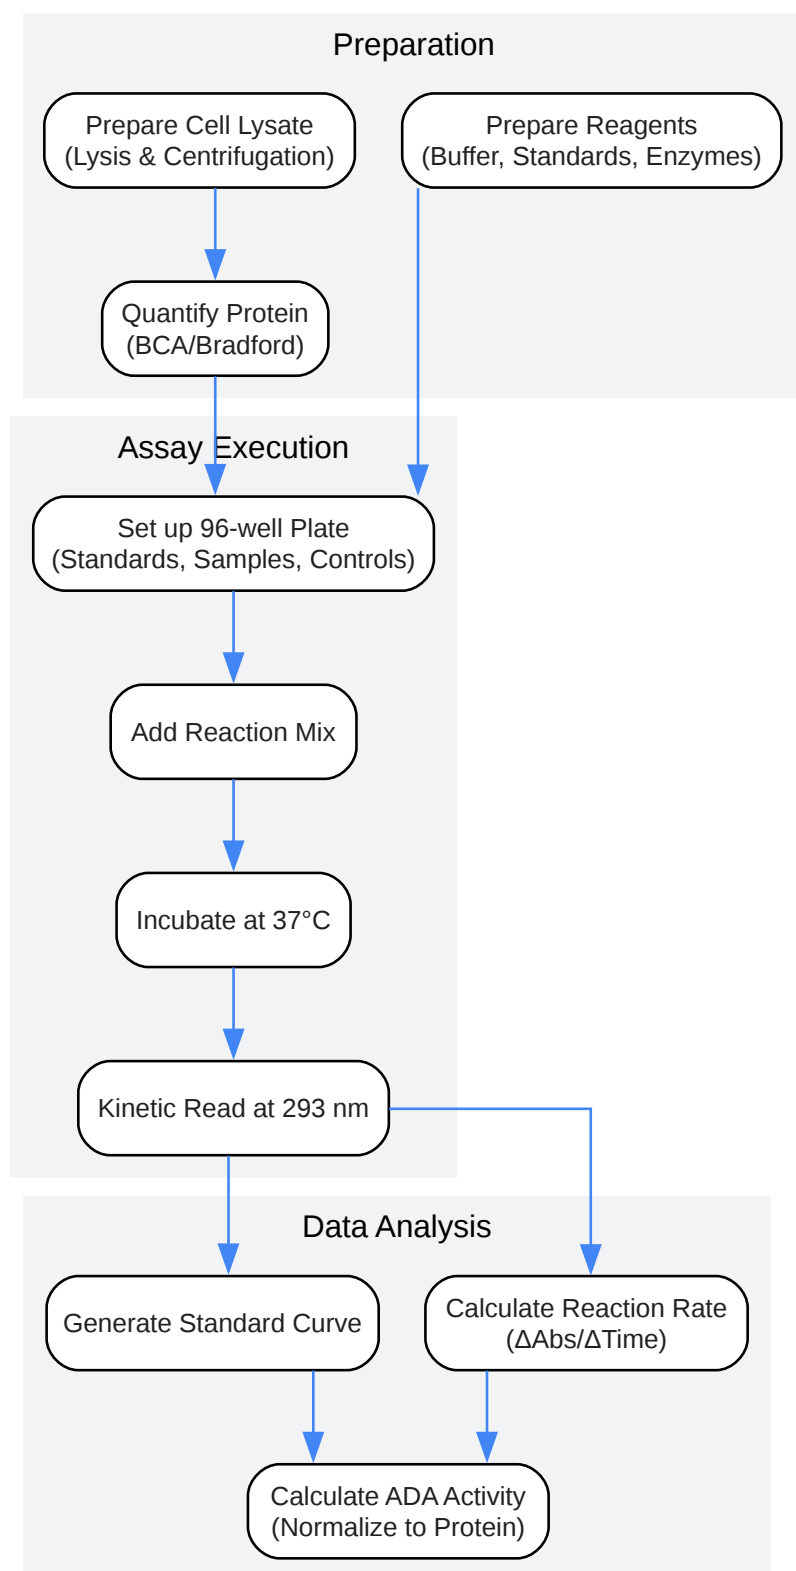 Preparation
Prepare Cell Lysate
(Lysis & Centrifugation)
Prepare Reagents
(Buffer, Standards, Enzymes)
Quantify Protein
(BCA/Bradford)
Assay Execution
Set up 96-well Plate
(Standards, Samples, Controls)
Add Reaction Mix
Incubate at 37°C
Kinetic Read at 293 nm
Data Analysis
Generate Standard Curve
Calculate Reaction Rate
(ΔAbs/ΔTime)
Calculate ADA Activity
(Normalize to Protein)